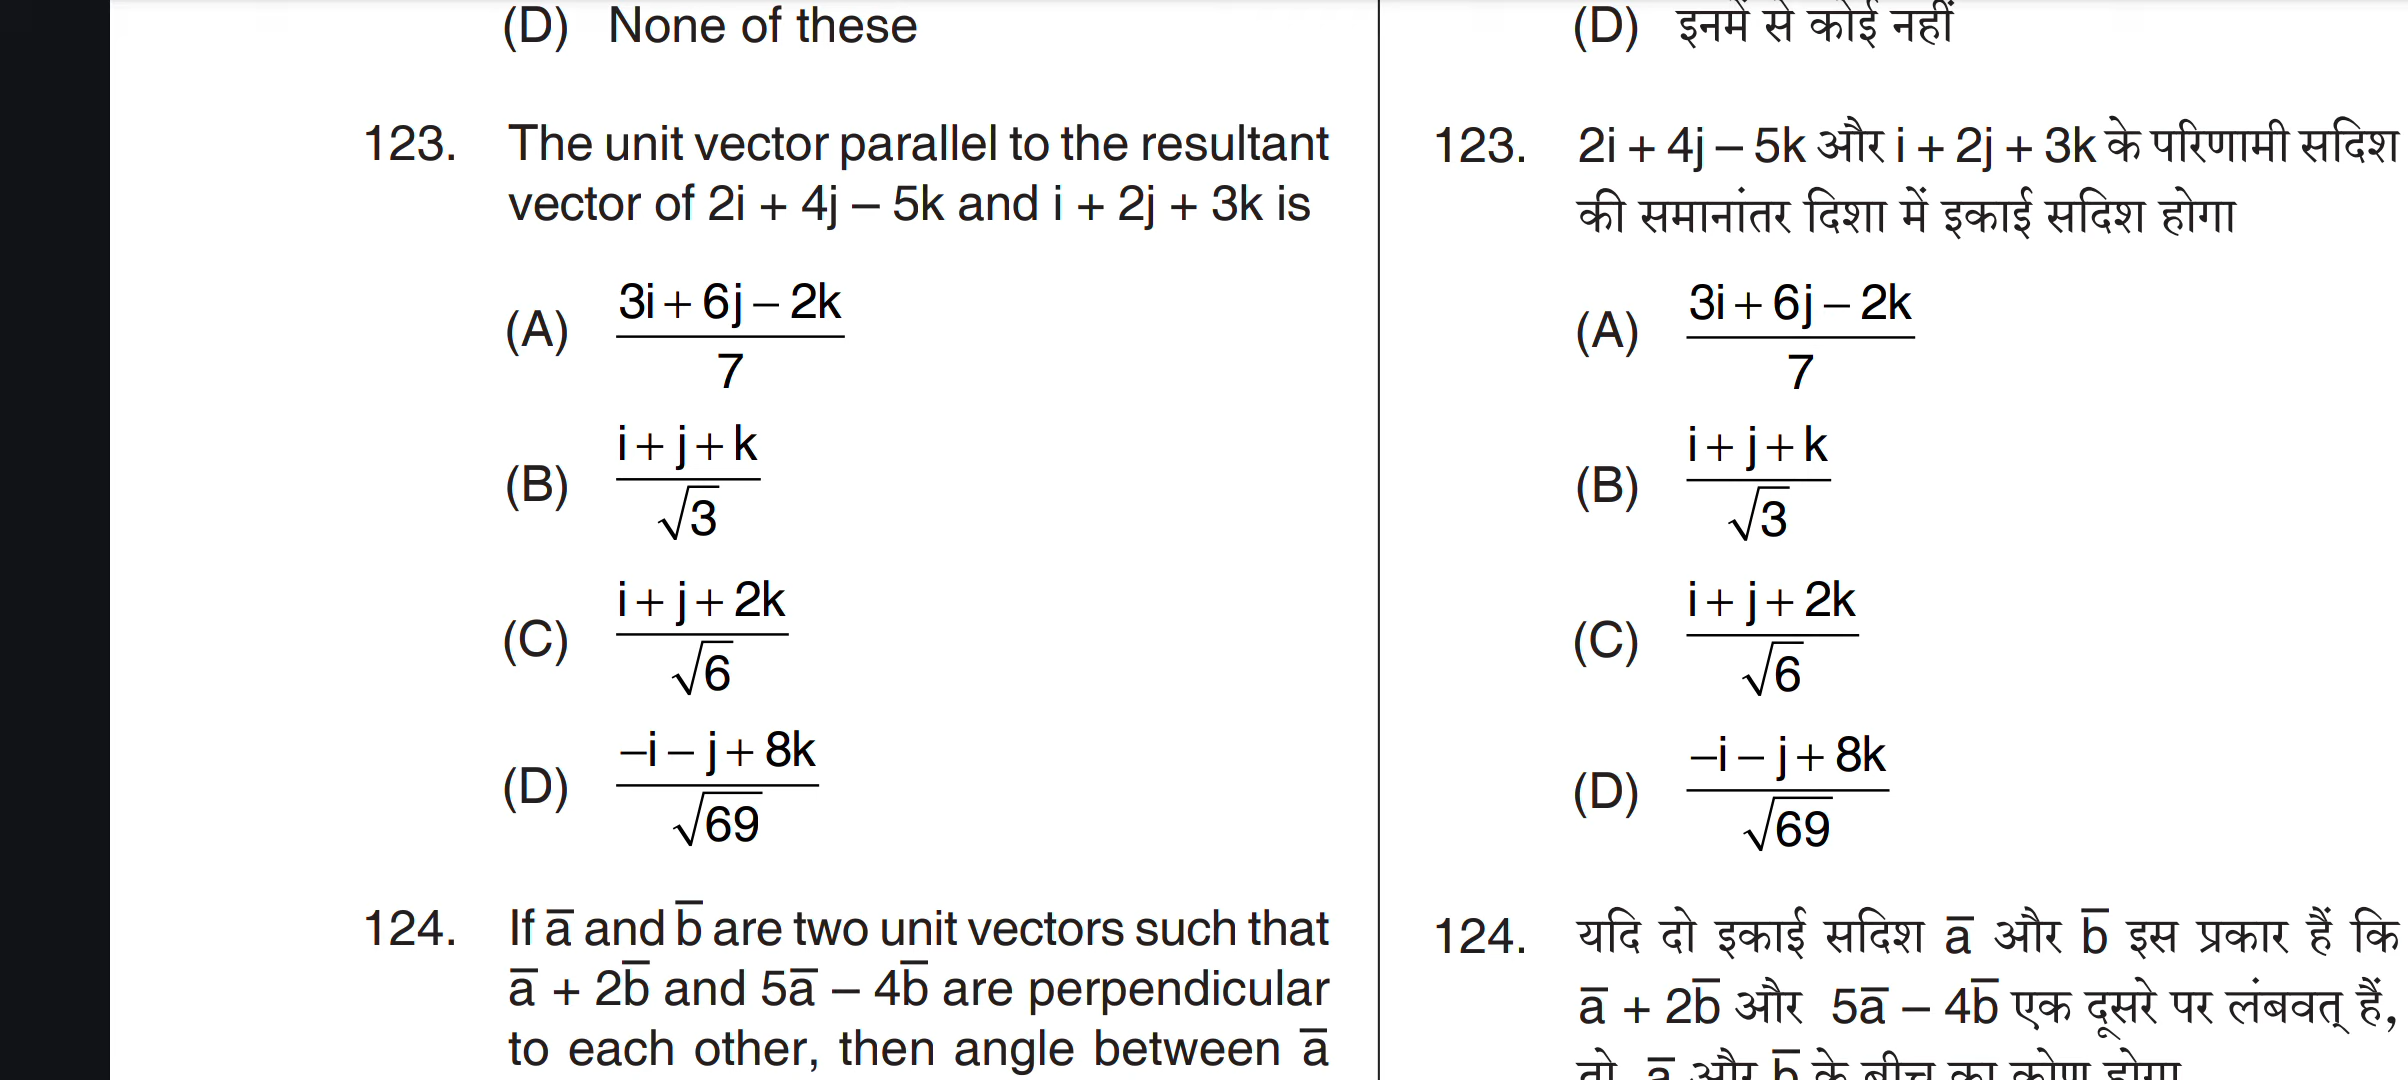 (D) None of these
123. The unit vector parallel to the resultant
vector of 2i + 4j – 5k and i + 2j + 3k is
(A) 3i + 6j – 2k
7
(B) i + j + k
√3
(C) i + j + 2k
√6
(D) –i – j + 8k
√69
124. If a̅ and b̅ are two unit vectors such that
a̅ + 2b̅ and 5a̅ – 4b̅ are perpendicular
to each other, then angle between a̅
(D) इनमें से कोई नहीं
123. 2i + 4j – 5k और i + 2j + 3k के परिणामी सदिश
की समानांतर दिशा में इकाई सदिश होगा
(A) 3i + 6j – 2k
7
(B) i + j + k
√3
(C) i + j + 2k
√6
(D) –i – j + 8k
√69
124. यदि दो इकाई सदिश a̅ और b̅ इस प्रकार हैं कि
a̅ + 2b̅ और 5a̅ – 4b̅ एक दूसरे पर लंबवत् हैं,
तो a̅ और b̅ के बीच का कोण होगा